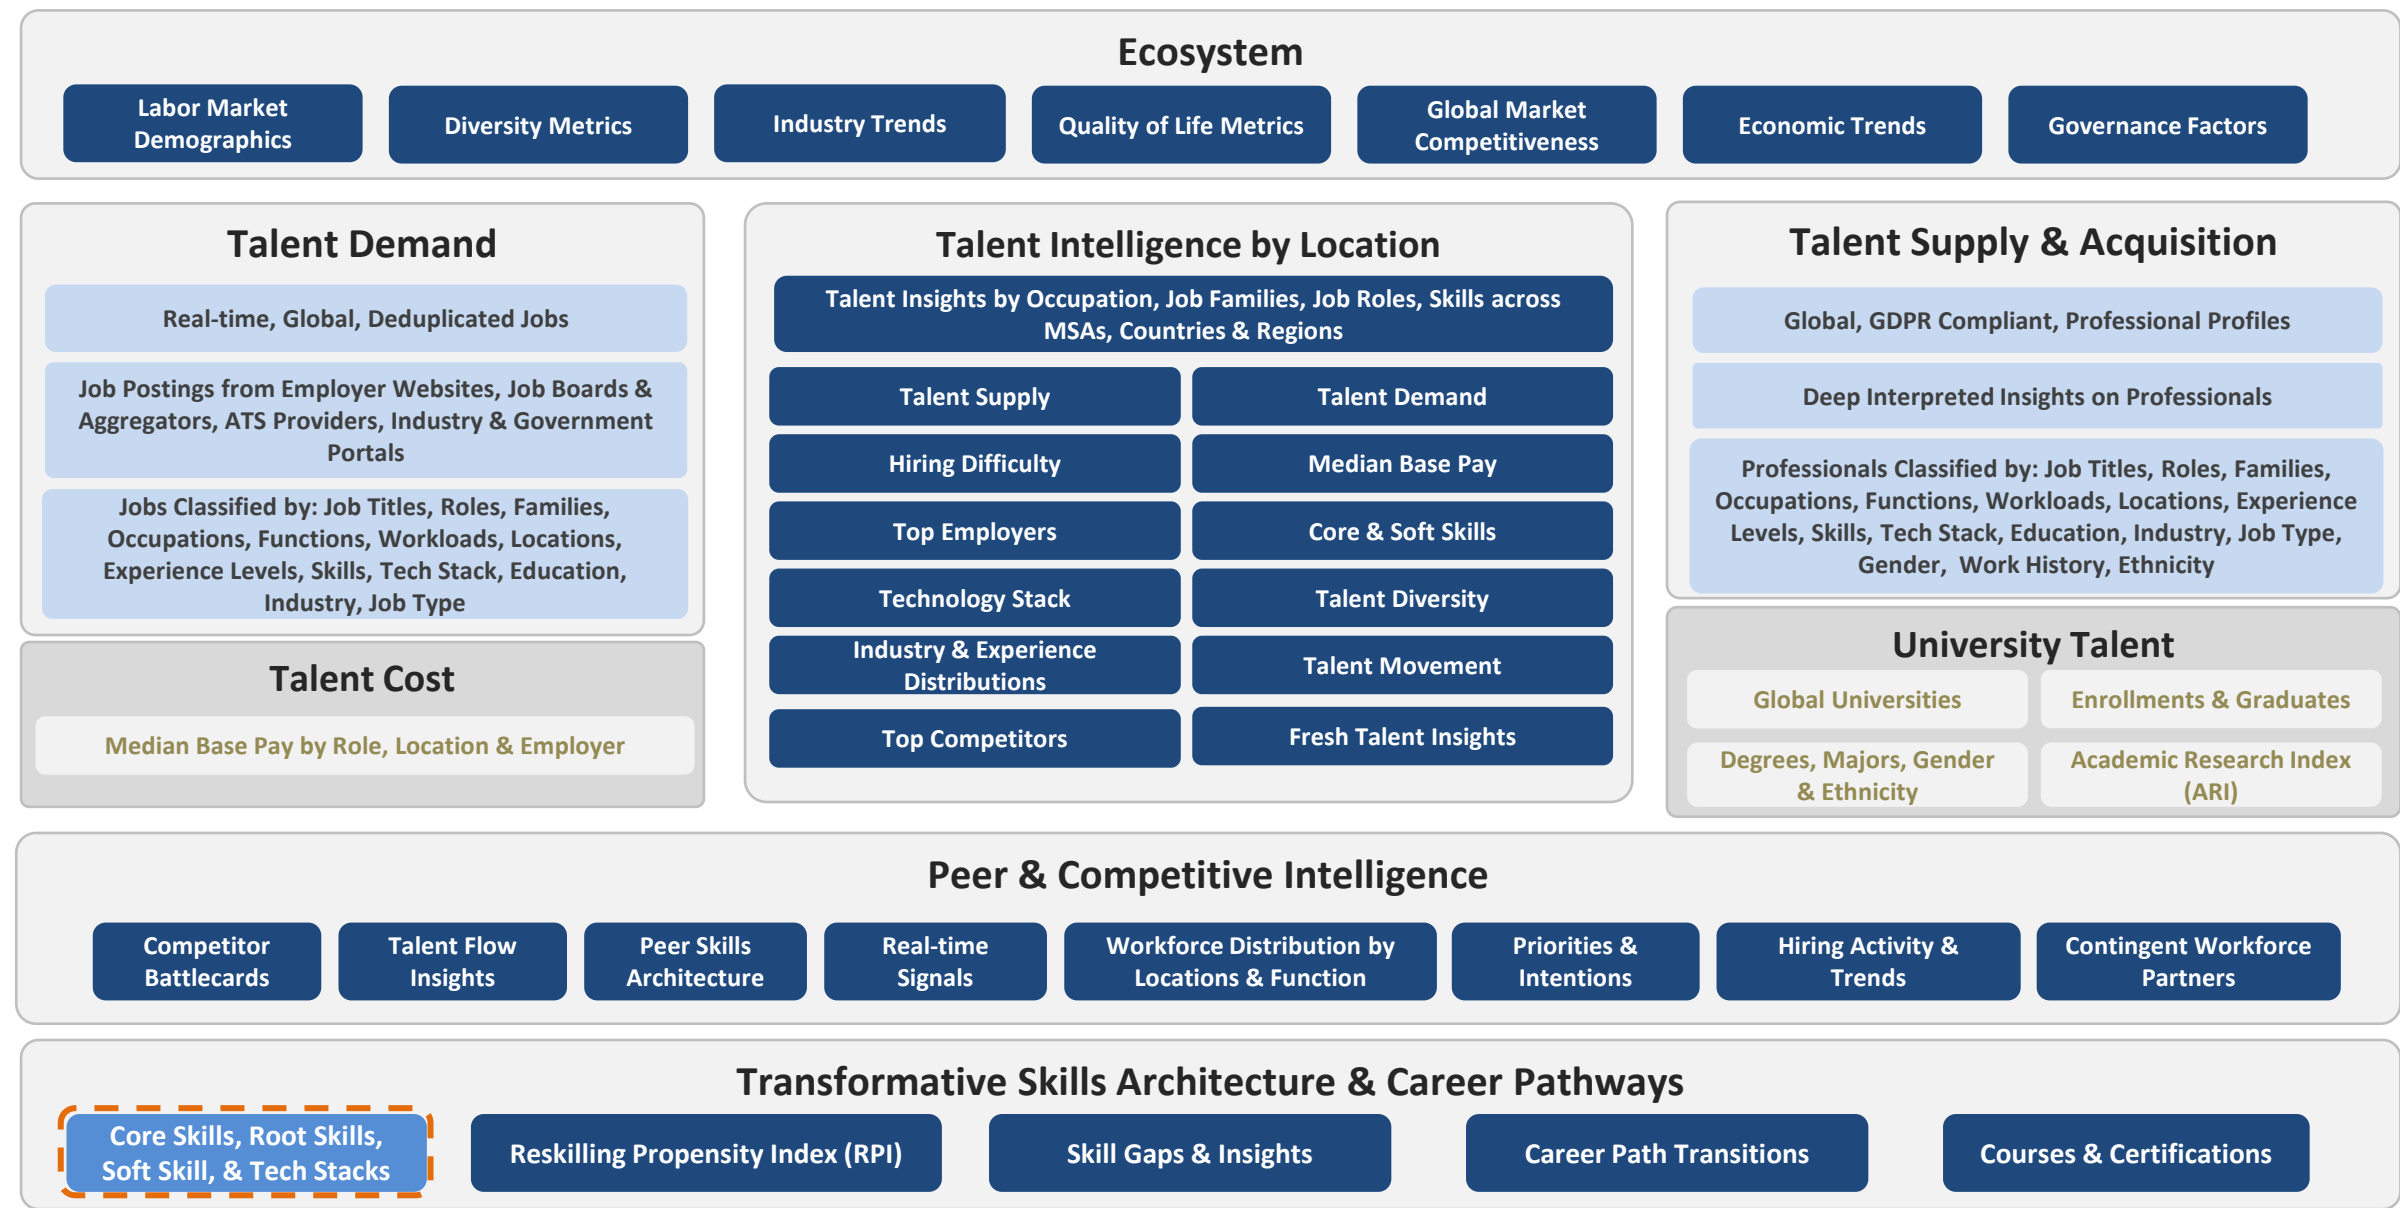 Ecosystem
Labor Market
Demographics
Diversity Metrics
Industry Trends
Quality of Life Metrics
Global Market
Competitiveness
Economic Trends
Governance Factors
Talent Demand
Real-time, Global, Deduplicated Jobs
Job Postings from Employer Websites, Job Boards &
Aggregators, ATS Providers, Industry & Government
Portals
Jobs Classified by: Job Titles, Roles, Families,
Occupations, Functions, Workloads, Locations,
Experience Levels, Skills, Tech Stack, Education,
Industry, Job Type
Talent Cost
Median Base Pay by Role, Location & Employer
Talent Intelligence by Location
Talent Insights by Occupation, Job Families, Job Roles, Skills across
MSAs, Countries & Regions
Talent Supply
Talent Demand
Hiring Difficulty
Median Base Pay
Top Employers
Core & Soft Skills
Technology Stack
Talent Diversity
Industry & Experience
Distributions
Talent Movement
Top Competitors
Fresh Talent Insights
Talent Supply & Acquisition
Global, GDPR Compliant, Professional Profiles
Deep Interpreted Insights on Professionals
Professionals Classified by: Job Titles, Roles, Families,
Occupations, Functions, Workloads, Locations, Experience
Levels, Skills, Tech Stack, Education, Industry, Job Type,
Gender, Work History, Ethnicity
University Talent
Global Universities
Enrollments & Graduates
Degrees, Majors, Gender
& Ethnicity
Academic Research Index
(ARI)
Peer & Competitive Intelligence
Competitor
Battlecards
Talent Flow
Insights
Peer Skills
Architecture
Real-time
Signals
Workforce Distribution by
Locations & Function
Priorities &
Intentions
Hiring Activity &
Trends
Contingent Workforce
Partners
Transformative Skills Architecture & Career Pathways
Core Skills, Root Skills,
Soft Skill, & Tech Stacks
Reskilling Propensity Index (RPI)
Skill Gaps & Insights
Career Path Transitions
Courses & Certifications